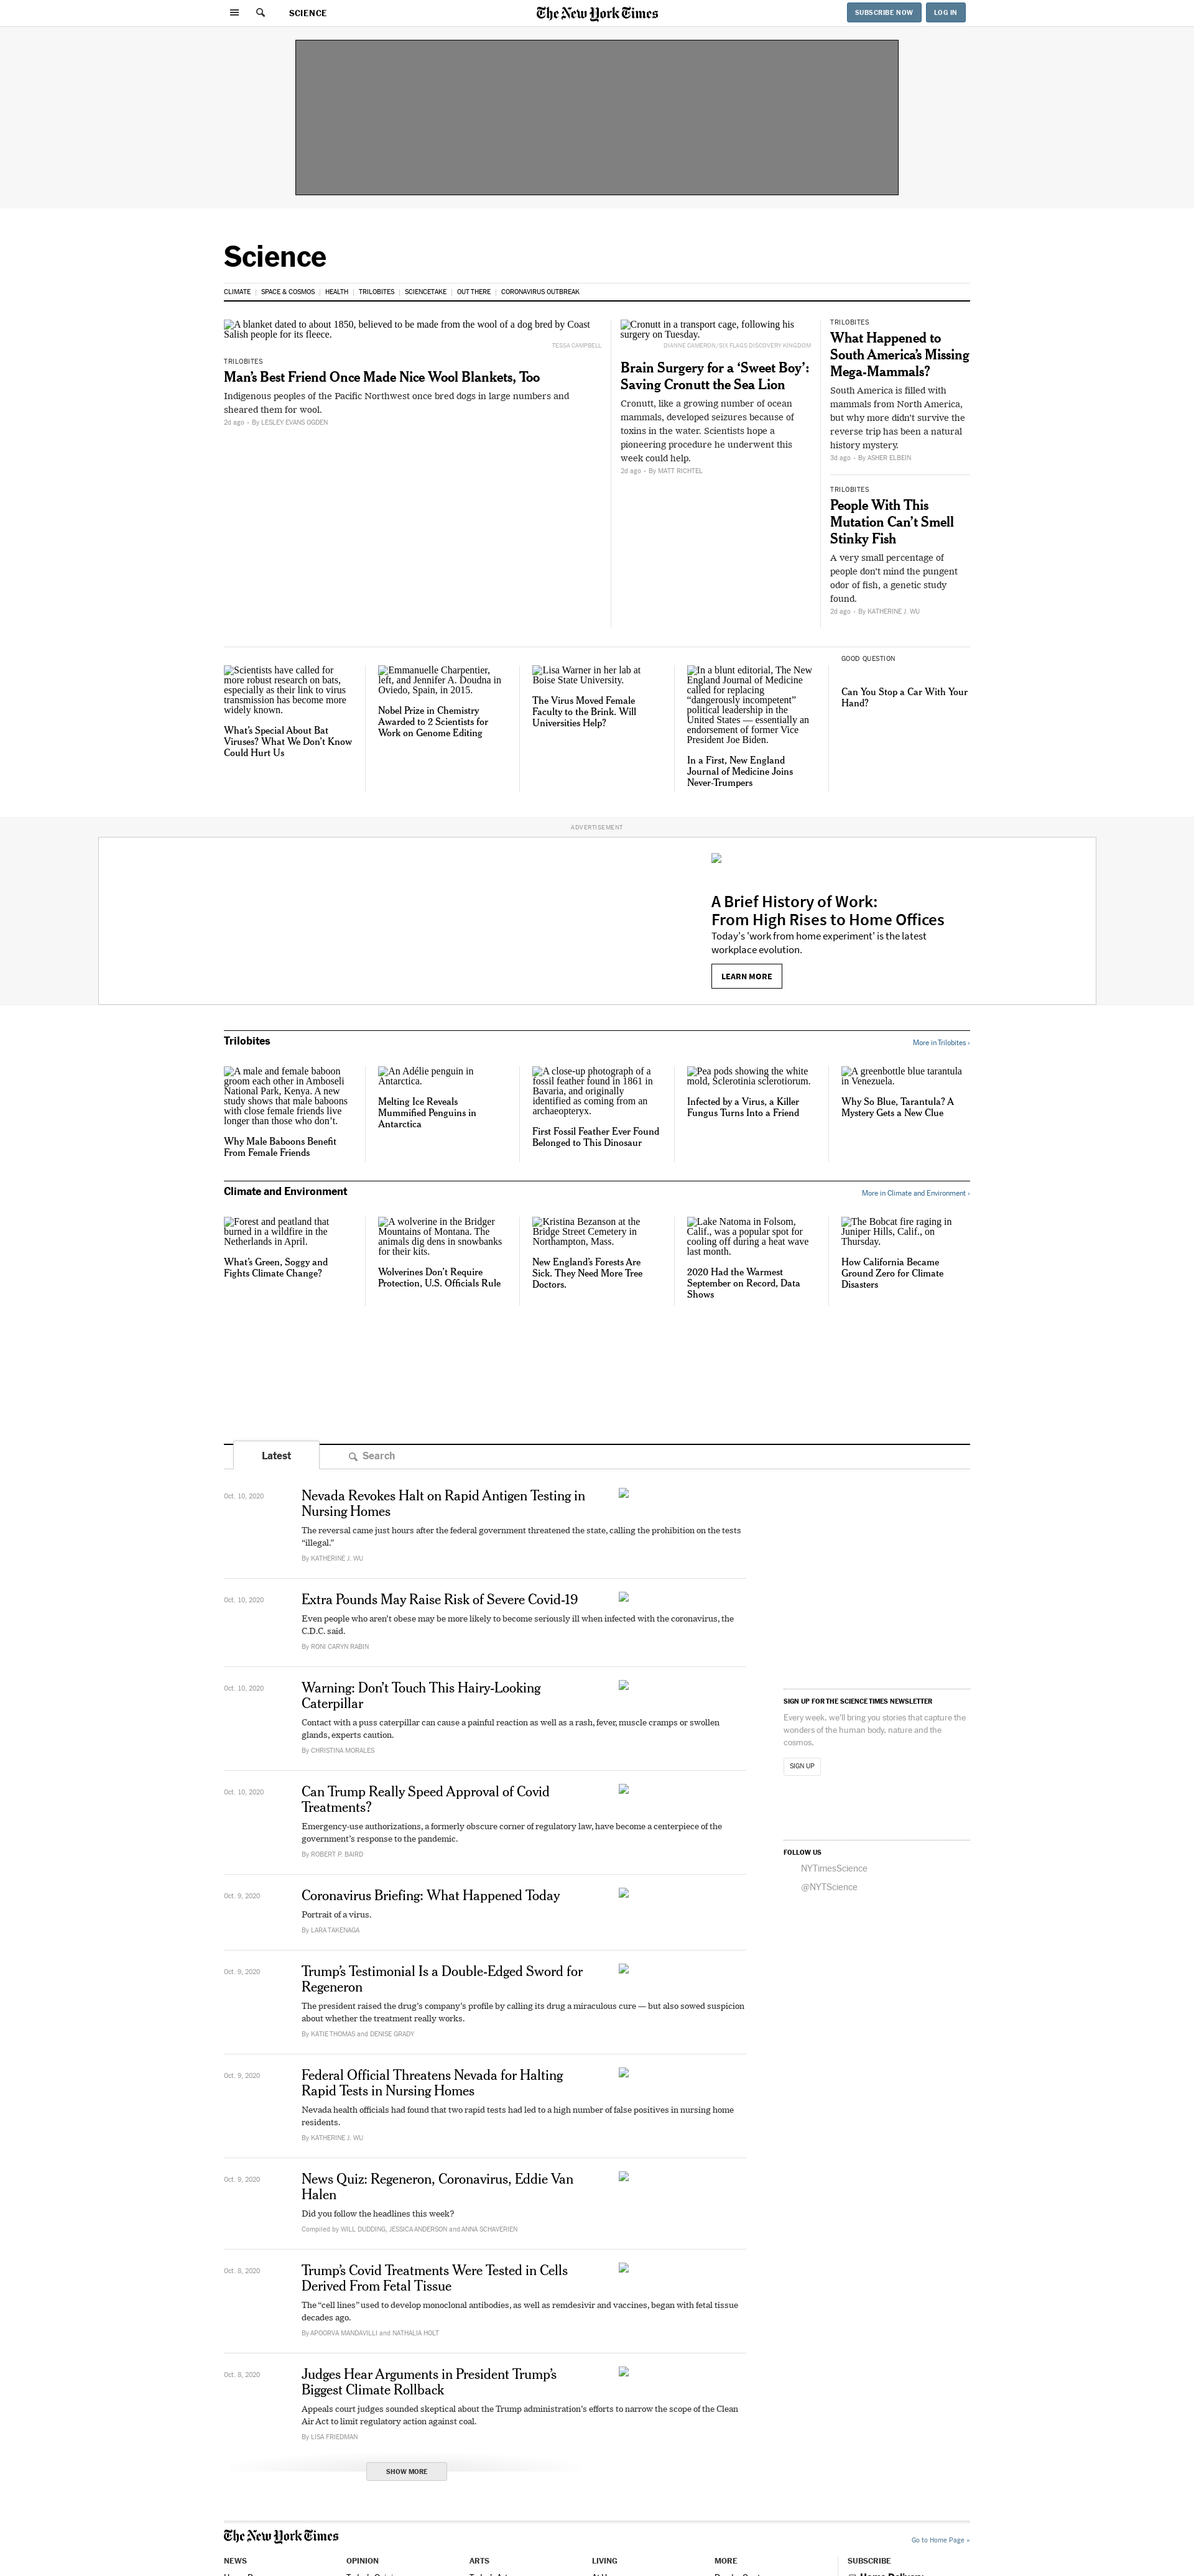 SCIENCE
The New York Times
SUBSCRIBE NOW
LOG IN
Science
CLIMATE
SPACE & COSMOS
HEALTH
TRILOBITES
SCIENCETAKE
OUT THERE
CORONAVIRUS OUTBREAK
A blanket dated to about 1850, believed to be made from the wool of a dog bred by Coast
Salish people for its fleece.
TESSA CAMPBELL
TRILOBITES
Man’s Best Friend Once Made Nice Wool Blankets, Too
Indigenous peoples of the Pacific Northwest once bred dogs in large numbers and
sheared them for wool.
2d ago - By LESLEY EVANS OGDEN
Cronutt in a transport cage, following his
surgery on Tuesday.
DIANNE CAMERON/SIX FLAGS DISCOVERY KINGDOM
Brain Surgery for a ‘Sweet Boy’:
Saving Cronutt the Sea Lion
Cronutt, like a growing number of ocean
mammals, developed seizures because of
toxins in the water. Scientists hope a
pioneering procedure he underwent this
week could help.
2d ago - By MATT RICHTEL
TRILOBITES
What Happened to
South America’s Missing
Mega-Mammals?
South America is filled with
mammals from North America,
but why more didn’t survive the
reverse trip has been a natural
history mystery.
3d ago - By ASHER ELBEIN
TRILOBITES
People With This
Mutation Can’t Smell
Stinky Fish
A very small percentage of
people don’t mind the pungent
odor of fish, a genetic study
found.
2d ago - By KATHERINE J. WU
Scientists have called for
more robust research on bats,
especially as their link to virus
transmission has become more
widely known.
What’s Special About Bat
Viruses? What We Don’t Know
Could Hurt Us
Emmanuelle Charpentier,
left, and Jennifer A. Doudna in
Oviedo, Spain, in 2015.
Nobel Prize in Chemistry
Awarded to 2 Scientists for
Work on Genome Editing
Lisa Warner in her lab at
Boise State University.
The Virus Moved Female
Faculty to the Brink. Will
Universities Help?
In a blunt editorial, The New
England Journal of Medicine
called for replacing
“dangerously incompetent”
political leadership in the
United States — essentially an
endorsement of former Vice
President Joe Biden.
In a First, New England
Journal of Medicine Joins
Never-Trumpers
GOOD QUESTION
Can You Stop a Car With Your
Hand?
ADVERTISEMENT
A Brief History of Work:
From High Rises to Home Offices
Today’s ‘work from home experiment’ is the latest
workplace evolution.
LEARN MORE
Trilobites
More in Trilobites ›
A male and female baboon
groom each other in Amboseli
National Park, Kenya. A new
study shows that male baboons
with close female friends live
longer than those who don’t.
Why Male Baboons Benefit
From Female Friends
An Adélie penguin in
Antarctica.
Melting Ice Reveals
Mummified Penguins in
Antarctica
A close-up photograph of a
fossil feather found in 1861 in
Bavaria, and originally
identified as coming from an
archaeopteryx.
First Fossil Feather Ever Found
Belonged to This Dinosaur
Pea pods showing the white
mold, Sclerotinia sclerotiorum.
Infected by a Virus, a Killer
Fungus Turns Into a Friend
A greenbottle blue tarantula
in Venezuela.
Why So Blue, Tarantula? A
Mystery Gets a New Clue
Climate and Environment
More in Climate and Environment ›
Forest and peatland that
burned in a wildfire in the
Netherlands in April.
What’s Green, Soggy and
Fights Climate Change?
A wolverine in the Bridger
Mountains of Montana. The
animals dig dens in snowbanks
for their kits.
Wolverines Don’t Require
Protection, U.S. Officials Rule
Kristina Bezanson at the
Bridge Street Cemetery in
Northampton, Mass.
New England’s Forests Are
Sick. They Need More Tree
Doctors.
Lake Natoma in Folsom,
Calif., was a popular spot for
cooling off during a heat wave
last month.
2020 Had the Warmest
September on Record, Data
Shows
The Bobcat fire raging in
Juniper Hills, Calif., on
Thursday.
How California Became
Ground Zero for Climate
Disasters
Latest
Search
Oct. 10, 2020
Nevada Revokes Halt on Rapid Antigen Testing in
Nursing Homes
The reversal came just hours after the federal government threatened the state, calling the prohibition on the tests
“illegal.”
By KATHERINE J. WU
Oct. 10, 2020
Extra Pounds May Raise Risk of Severe Covid-19
Even people who aren’t obese may be more likely to become seriously ill when infected with the coronavirus, the
C.D.C. said.
By RONI CARYN RABIN
Oct. 10, 2020
Warning: Don’t Touch This Hairy-Looking
Caterpillar
Contact with a puss caterpillar can cause a painful reaction as well as a rash, fever, muscle cramps or swollen
glands, experts caution.
By CHRISTINA MORALES
Oct. 10, 2020
Can Trump Really Speed Approval of Covid
Treatments?
Emergency-use authorizations, a formerly obscure corner of regulatory law, have become a centerpiece of the
government’s response to the pandemic.
By ROBERT P. BAIRD
Oct. 9, 2020
Coronavirus Briefing: What Happened Today
Portrait of a virus.
By LARA TAKENAGA
Oct. 9, 2020
Trump’s Testimonial Is a Double-Edged Sword for
Regeneron
The president raised the drug’s company’s profile by calling its drug a miraculous cure — but also sowed suspicion
about whether the treatment really works.
By KATIE THOMAS and DENISE GRADY
Oct. 9, 2020
Federal Official Threatens Nevada for Halting
Rapid Tests in Nursing Homes
Nevada health officials had found that two rapid tests had led to a high number of false positives in nursing home
residents.
By KATHERINE J. WU
Oct. 9, 2020
News Quiz: Regeneron, Coronavirus, Eddie Van
Halen
Did you follow the headlines this week?
Compiled by WILL DUDDING, JESSICA ANDERSON and ANNA SCHAVERIEN
Oct. 8, 2020
Trump’s Covid Treatments Were Tested in Cells
Derived From Fetal Tissue
The “cell lines” used to develop monoclonal antibodies, as well as remdesivir and vaccines, began with fetal tissue
decades ago.
By APOORVA MANDAVILLI and NATHALIA HOLT
Oct. 8, 2020
Judges Hear Arguments in President Trump’s
Biggest Climate Rollback
Appeals court judges sounded skeptical about the Trump administration’s efforts to narrow the scope of the Clean
Air Act to limit regulatory action against coal.
By LISA FRIEDMAN
SHOW MORE
SIGN UP FOR THE SCIENCE TIMES NEWSLETTER
Every week, we’ll bring you stories that capture the
wonders of the human body, nature and the
cosmos.
SIGN UP
FOLLOW US
NYTimesScience
@NYTScience
The New York Times
Go to Home Page »
NEWS
OPINION
ARTS
LIVING
MORE
SUBSCRIBE